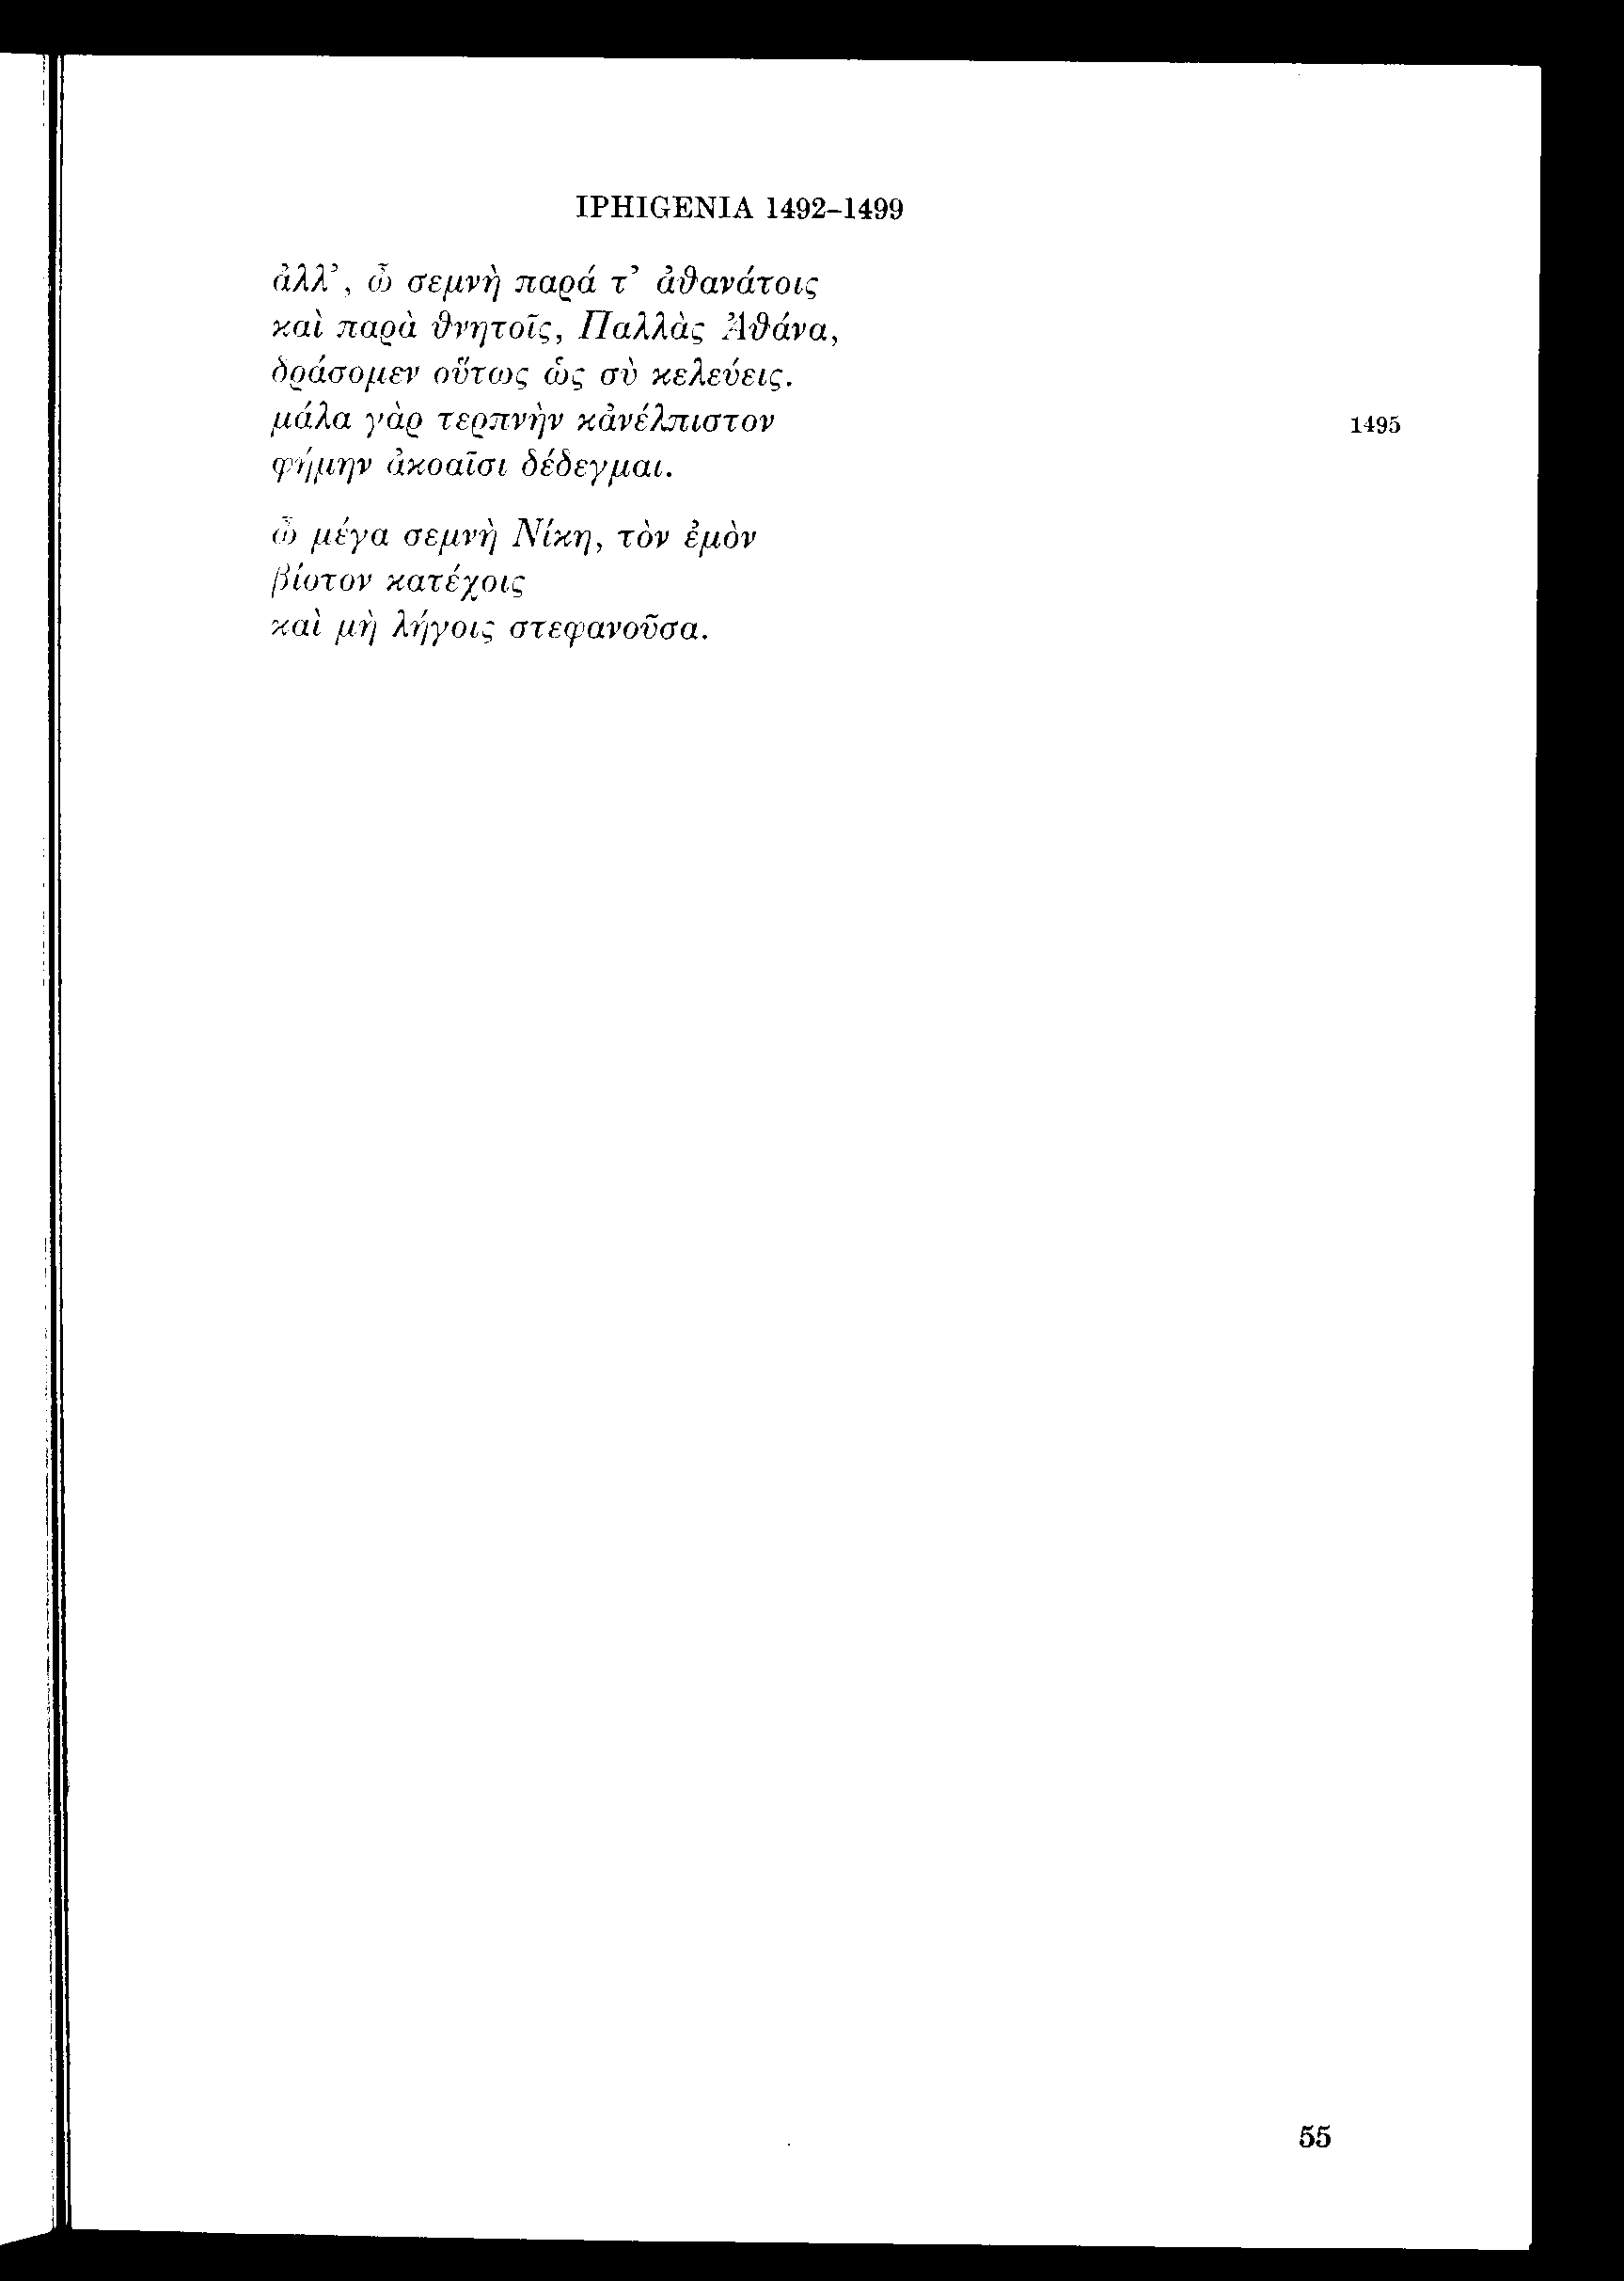 IPHIGENIA 1492–1499
ἀλλ’, ὦ σεμνὴ παρά τ’ ἀθανάτοις
καὶ παρὰ θνητοῖς, Παλλὰς Ἀθάνα,
δράσομεν οὕτως ὡς σὺ κελεύεις.
μάλα γὰρ τερπνὴν κἀνέλπιστον 1495
φήμην ἀκοαῖσι δέδεγμαι.
ὦ μέγα σεμνὴ Νίκη, τὸν ἐμὸν
βίοτον κατέχοις
καὶ μὴ λήγοις στεφανοῦσα.
55